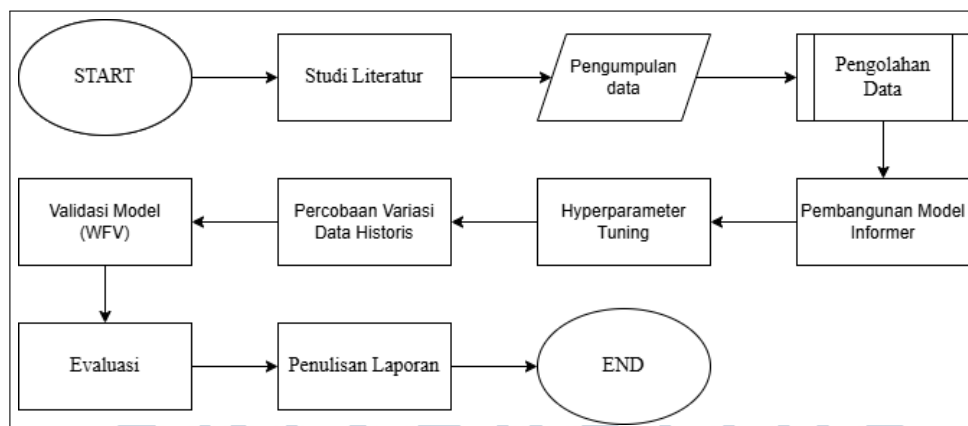 START
Studi Literatur
Pengumpulan
data
Pengolahan
Data
Pembangunan Model
Informer
Hyperparameter
Tuning
Percobaan Variasi
Data Historis
Validasi Model
(WFV)
Evaluasi
Penulisan Laporan
END